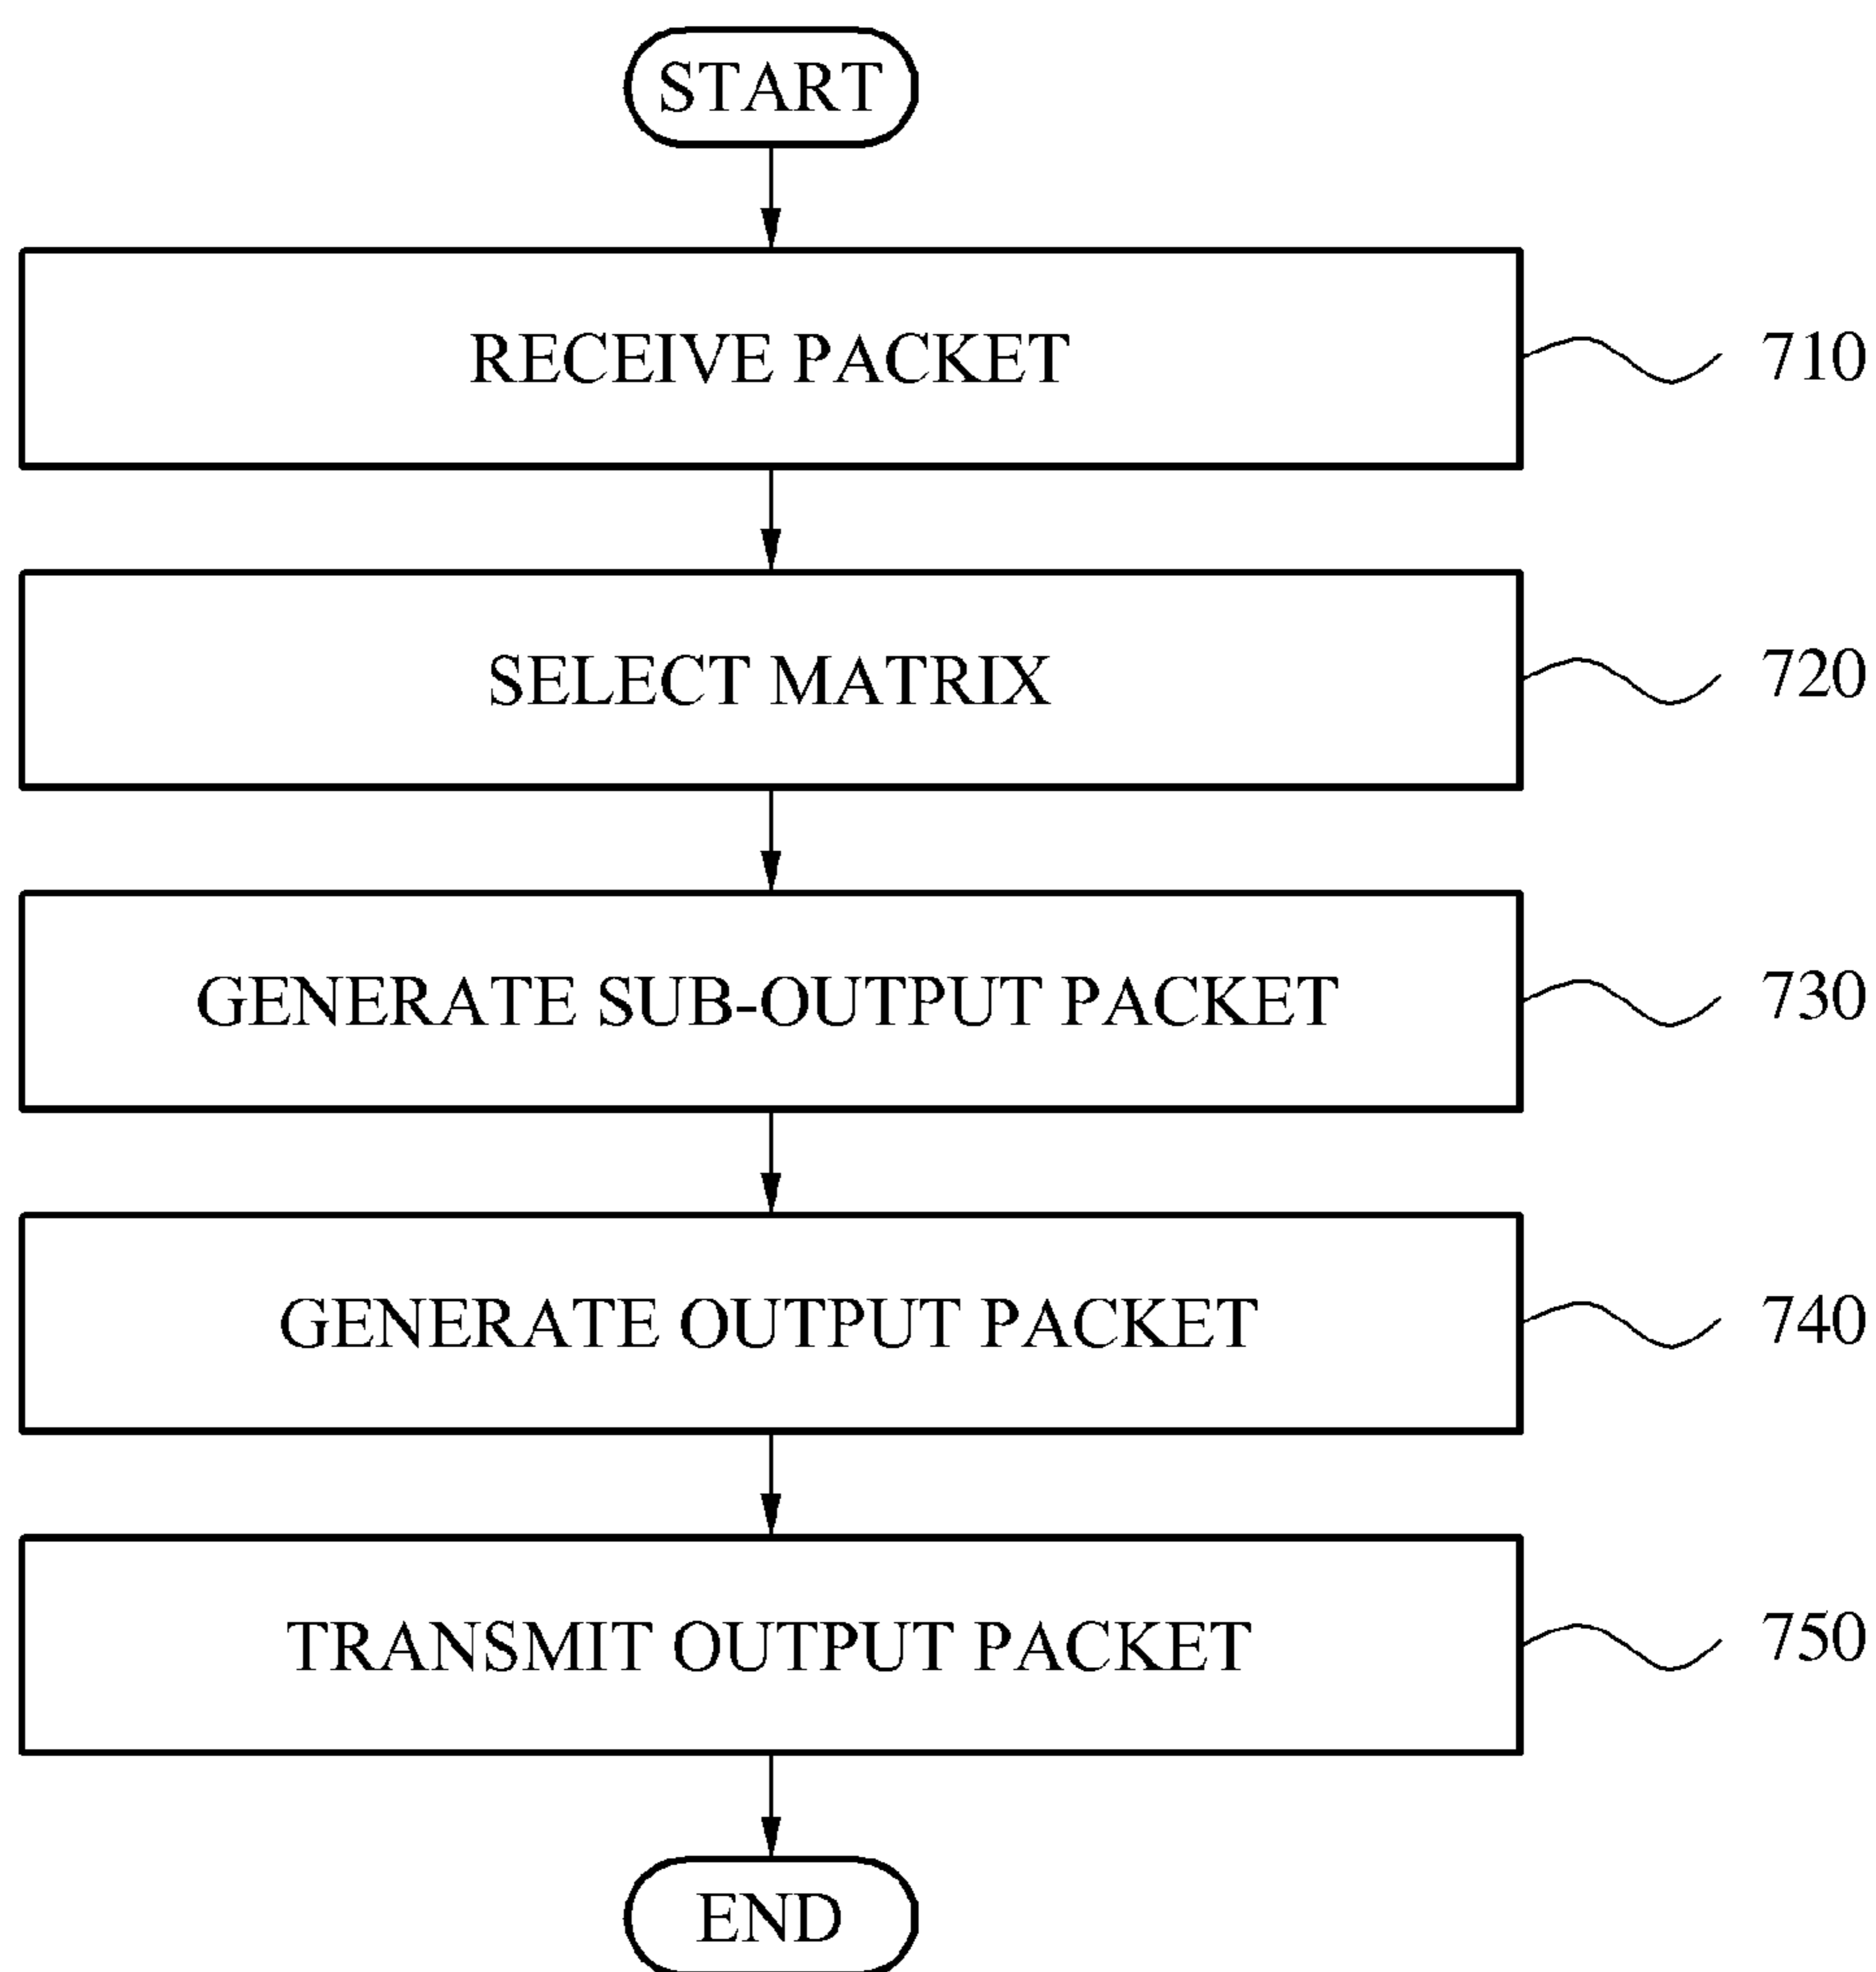 START
RECEIVE PACKET
710
SELECT MATRIX
720
GENERATE SUB-OUTPUT PACKET
730
GENERATE OUTPUT PACKET
740
TRANSMIT OUTPUT PACKET
750
END